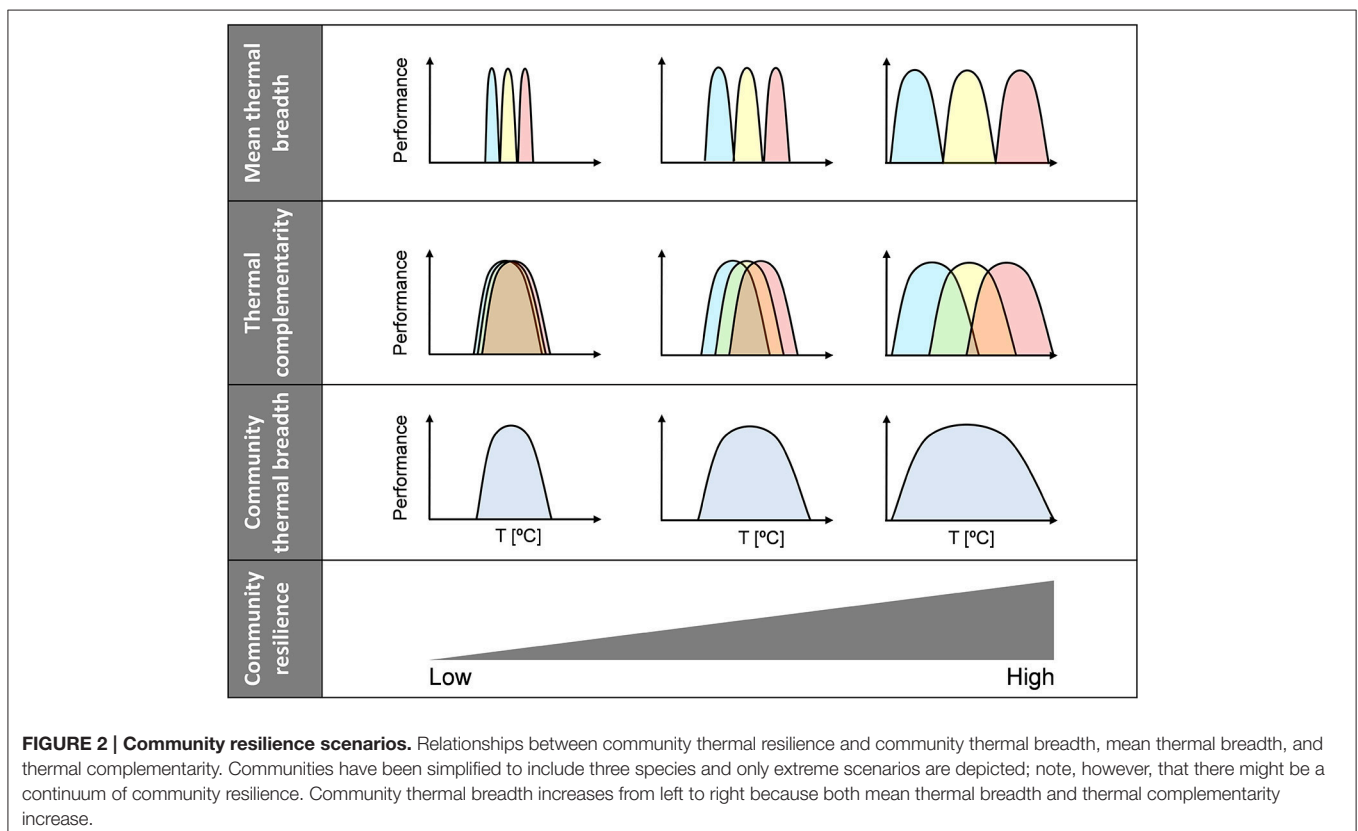 Mean thermal
breadth
Performance
Thermal
complementarity
Performance
Community
thermal breadth
Performance
T [ºC]
T [ºC]
T [ºC]
Community
resilience
Low
High
FIGURE 2 | Community resilience scenarios. Relationships between community thermal resilience and community thermal breadth, mean thermal breadth, and
thermal complementarity. Communities have been simplified to include three species and only extreme scenarios are depicted; note, however, that there might be a
continuum of community resilience. Community thermal breadth increases from left to right because both mean thermal breadth and thermal complementarity
increase.